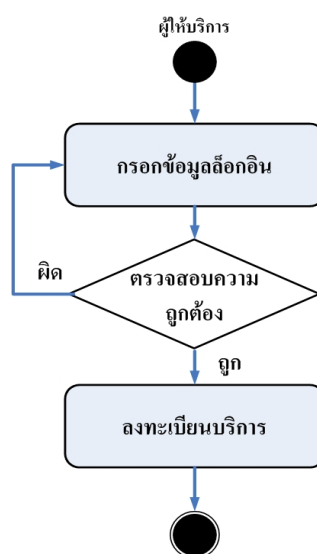 ผู้ให้บริการ
กรอกข้อมูลล็อกอิน
ผิด
ตรวจสอบความ
ถูกต้อง
ถูก
ลงทะเบียนบริการ